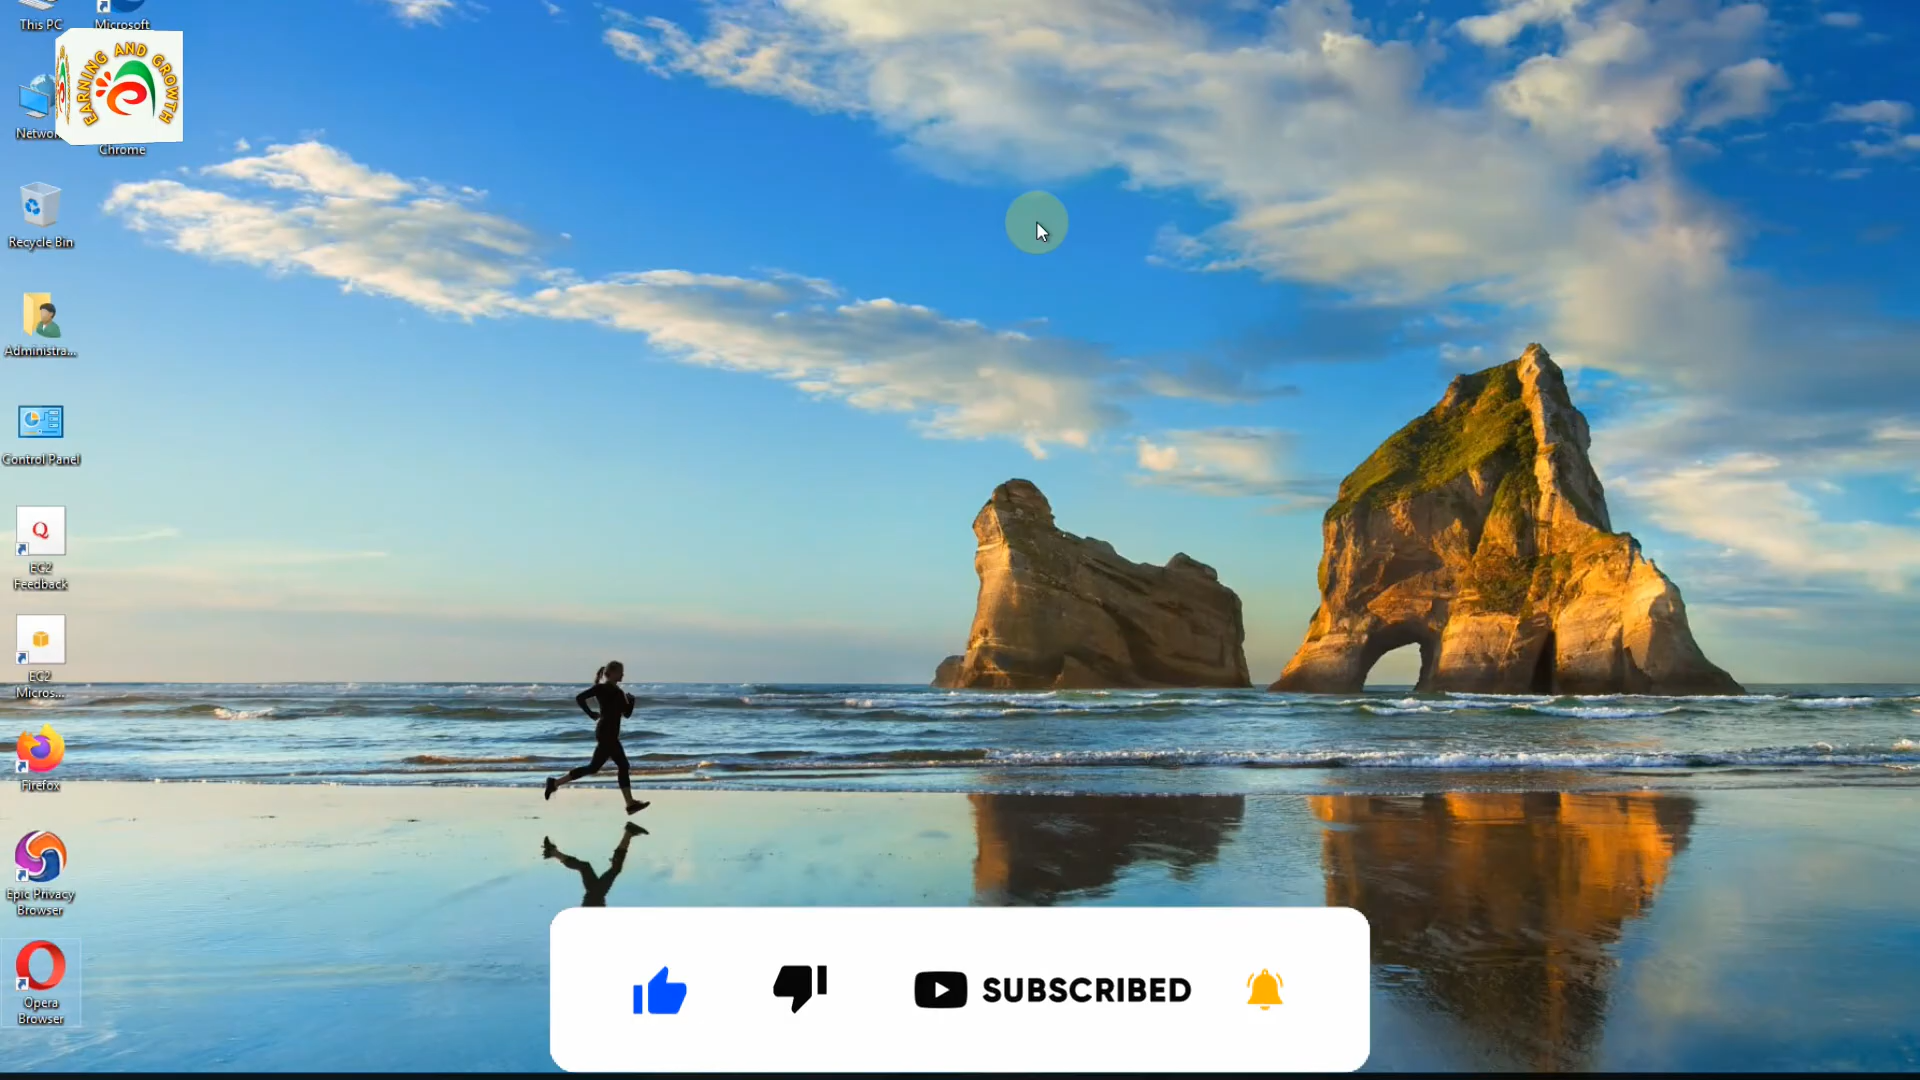 This PC
Microsoft
EARNING AND GROWTH
Networ
Chrome
Recycle Bin
Administra...
Control Panel
Q
EC2
Feedback
EC2
Micros...
Firefox
Epic Privacy
Browser
Opera
Browser
SUBSCRIBED